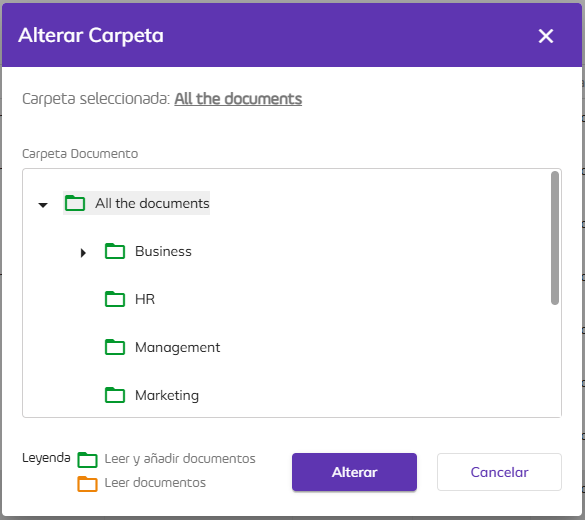 Alterar Carpeta
Carpeta seleccionada: All the documents
Carpeta Documento
All the documents
Business
HR
Management
Marketing
Leyenda Leer y añadir documentos
Leer documentos
Alterar Cancelar